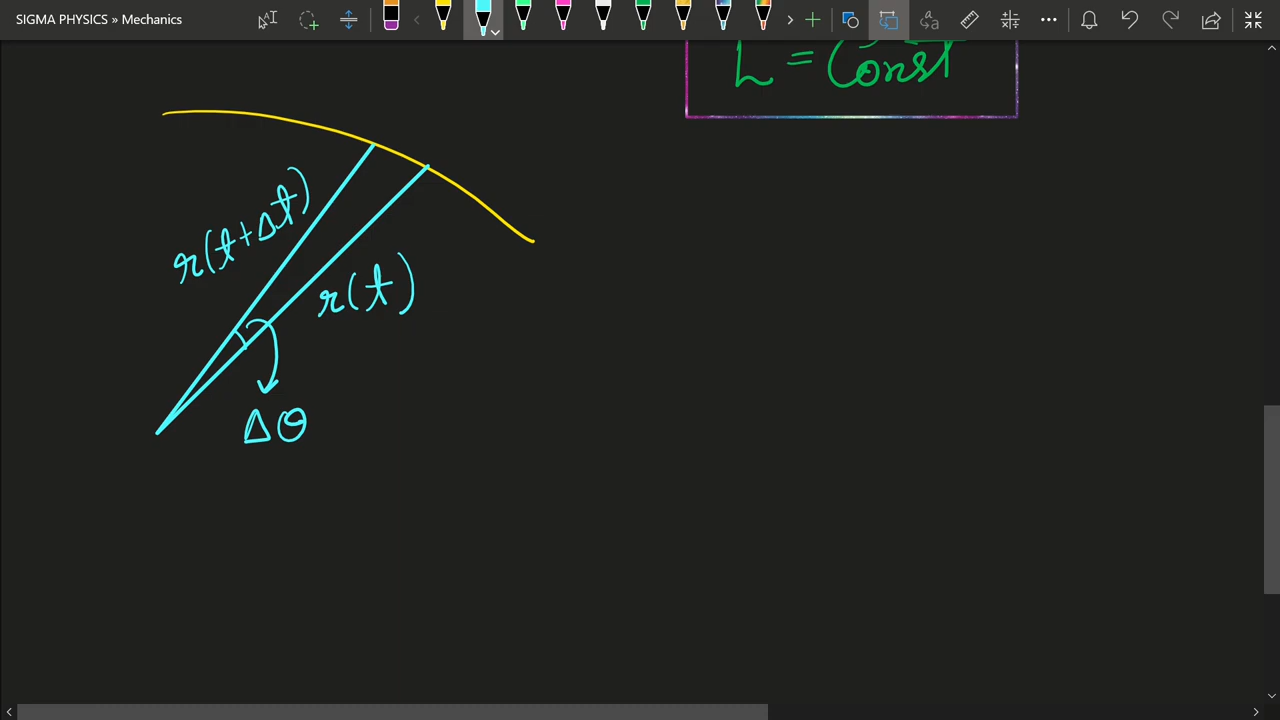 SIGMA PHYSICS » Mechanics
L = Const
r(t+Δt)
r(t)
Δθ